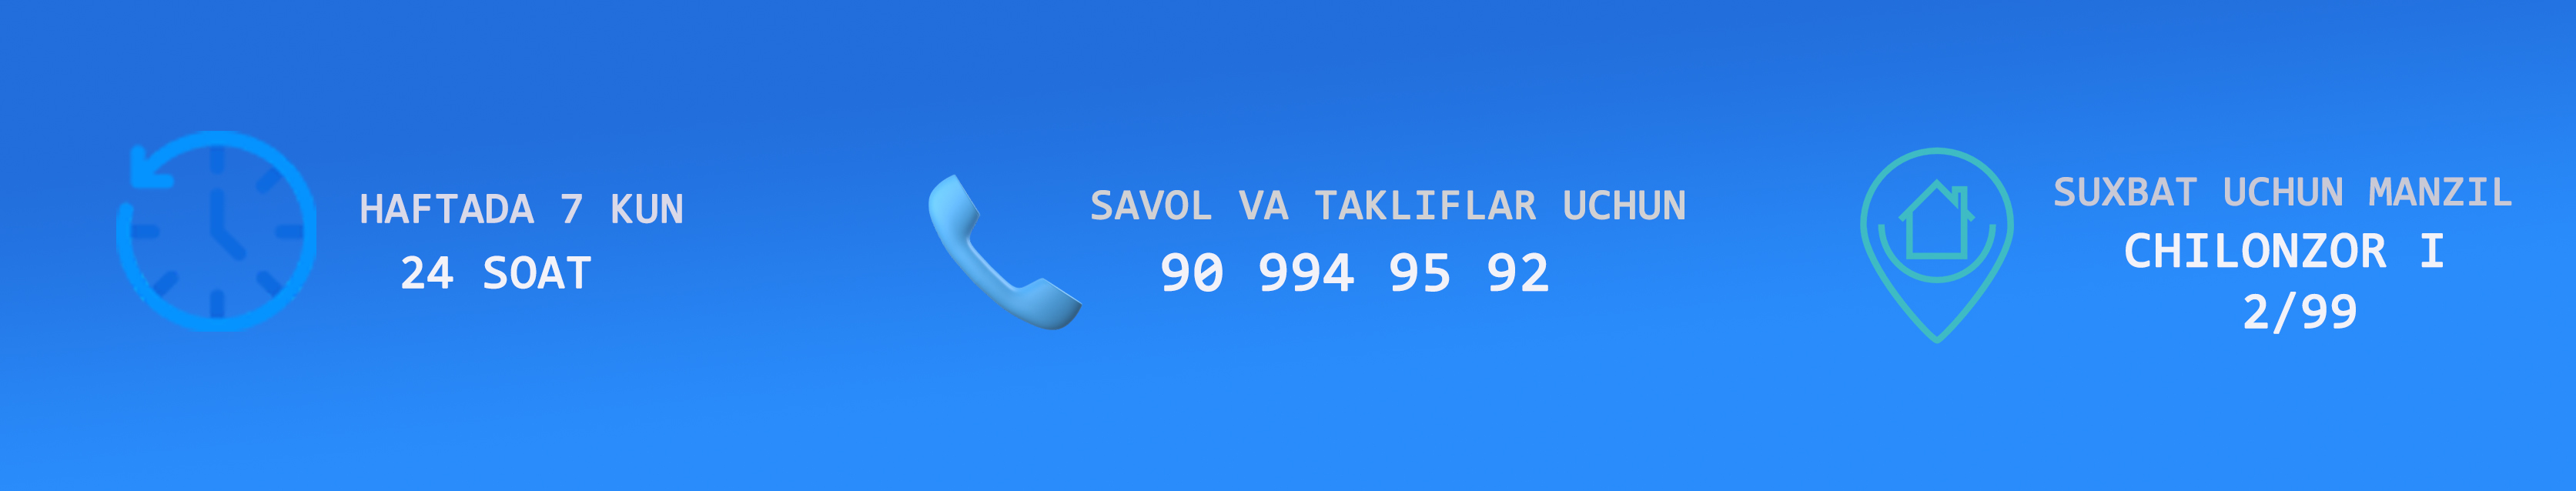 HAFTADA 7 KUN
24 SOAT
SAVOL VA TAKLIFLAR UCHUN
90 994 95 92
SUXBAT UCHUN MANZIL
CHILONZOR I
2/99